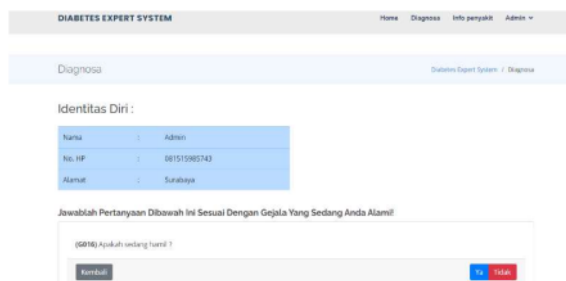 DIABETES EXPERT SYSTEM Home Diagnosa Info penyakit Admin
Diagnosa Diabetes Expert System / Diagnosa
Identitas Diri :
Nama : Admin
No. HP : 081515985743
Alamat : Surabaya
Jawablah Pertanyaan Dibawah Ini Sesuai Dengan Gejala Yang Sedang Anda Alami!
(G016) Apakah sedang hamil ?
Kembali Ya Tidak